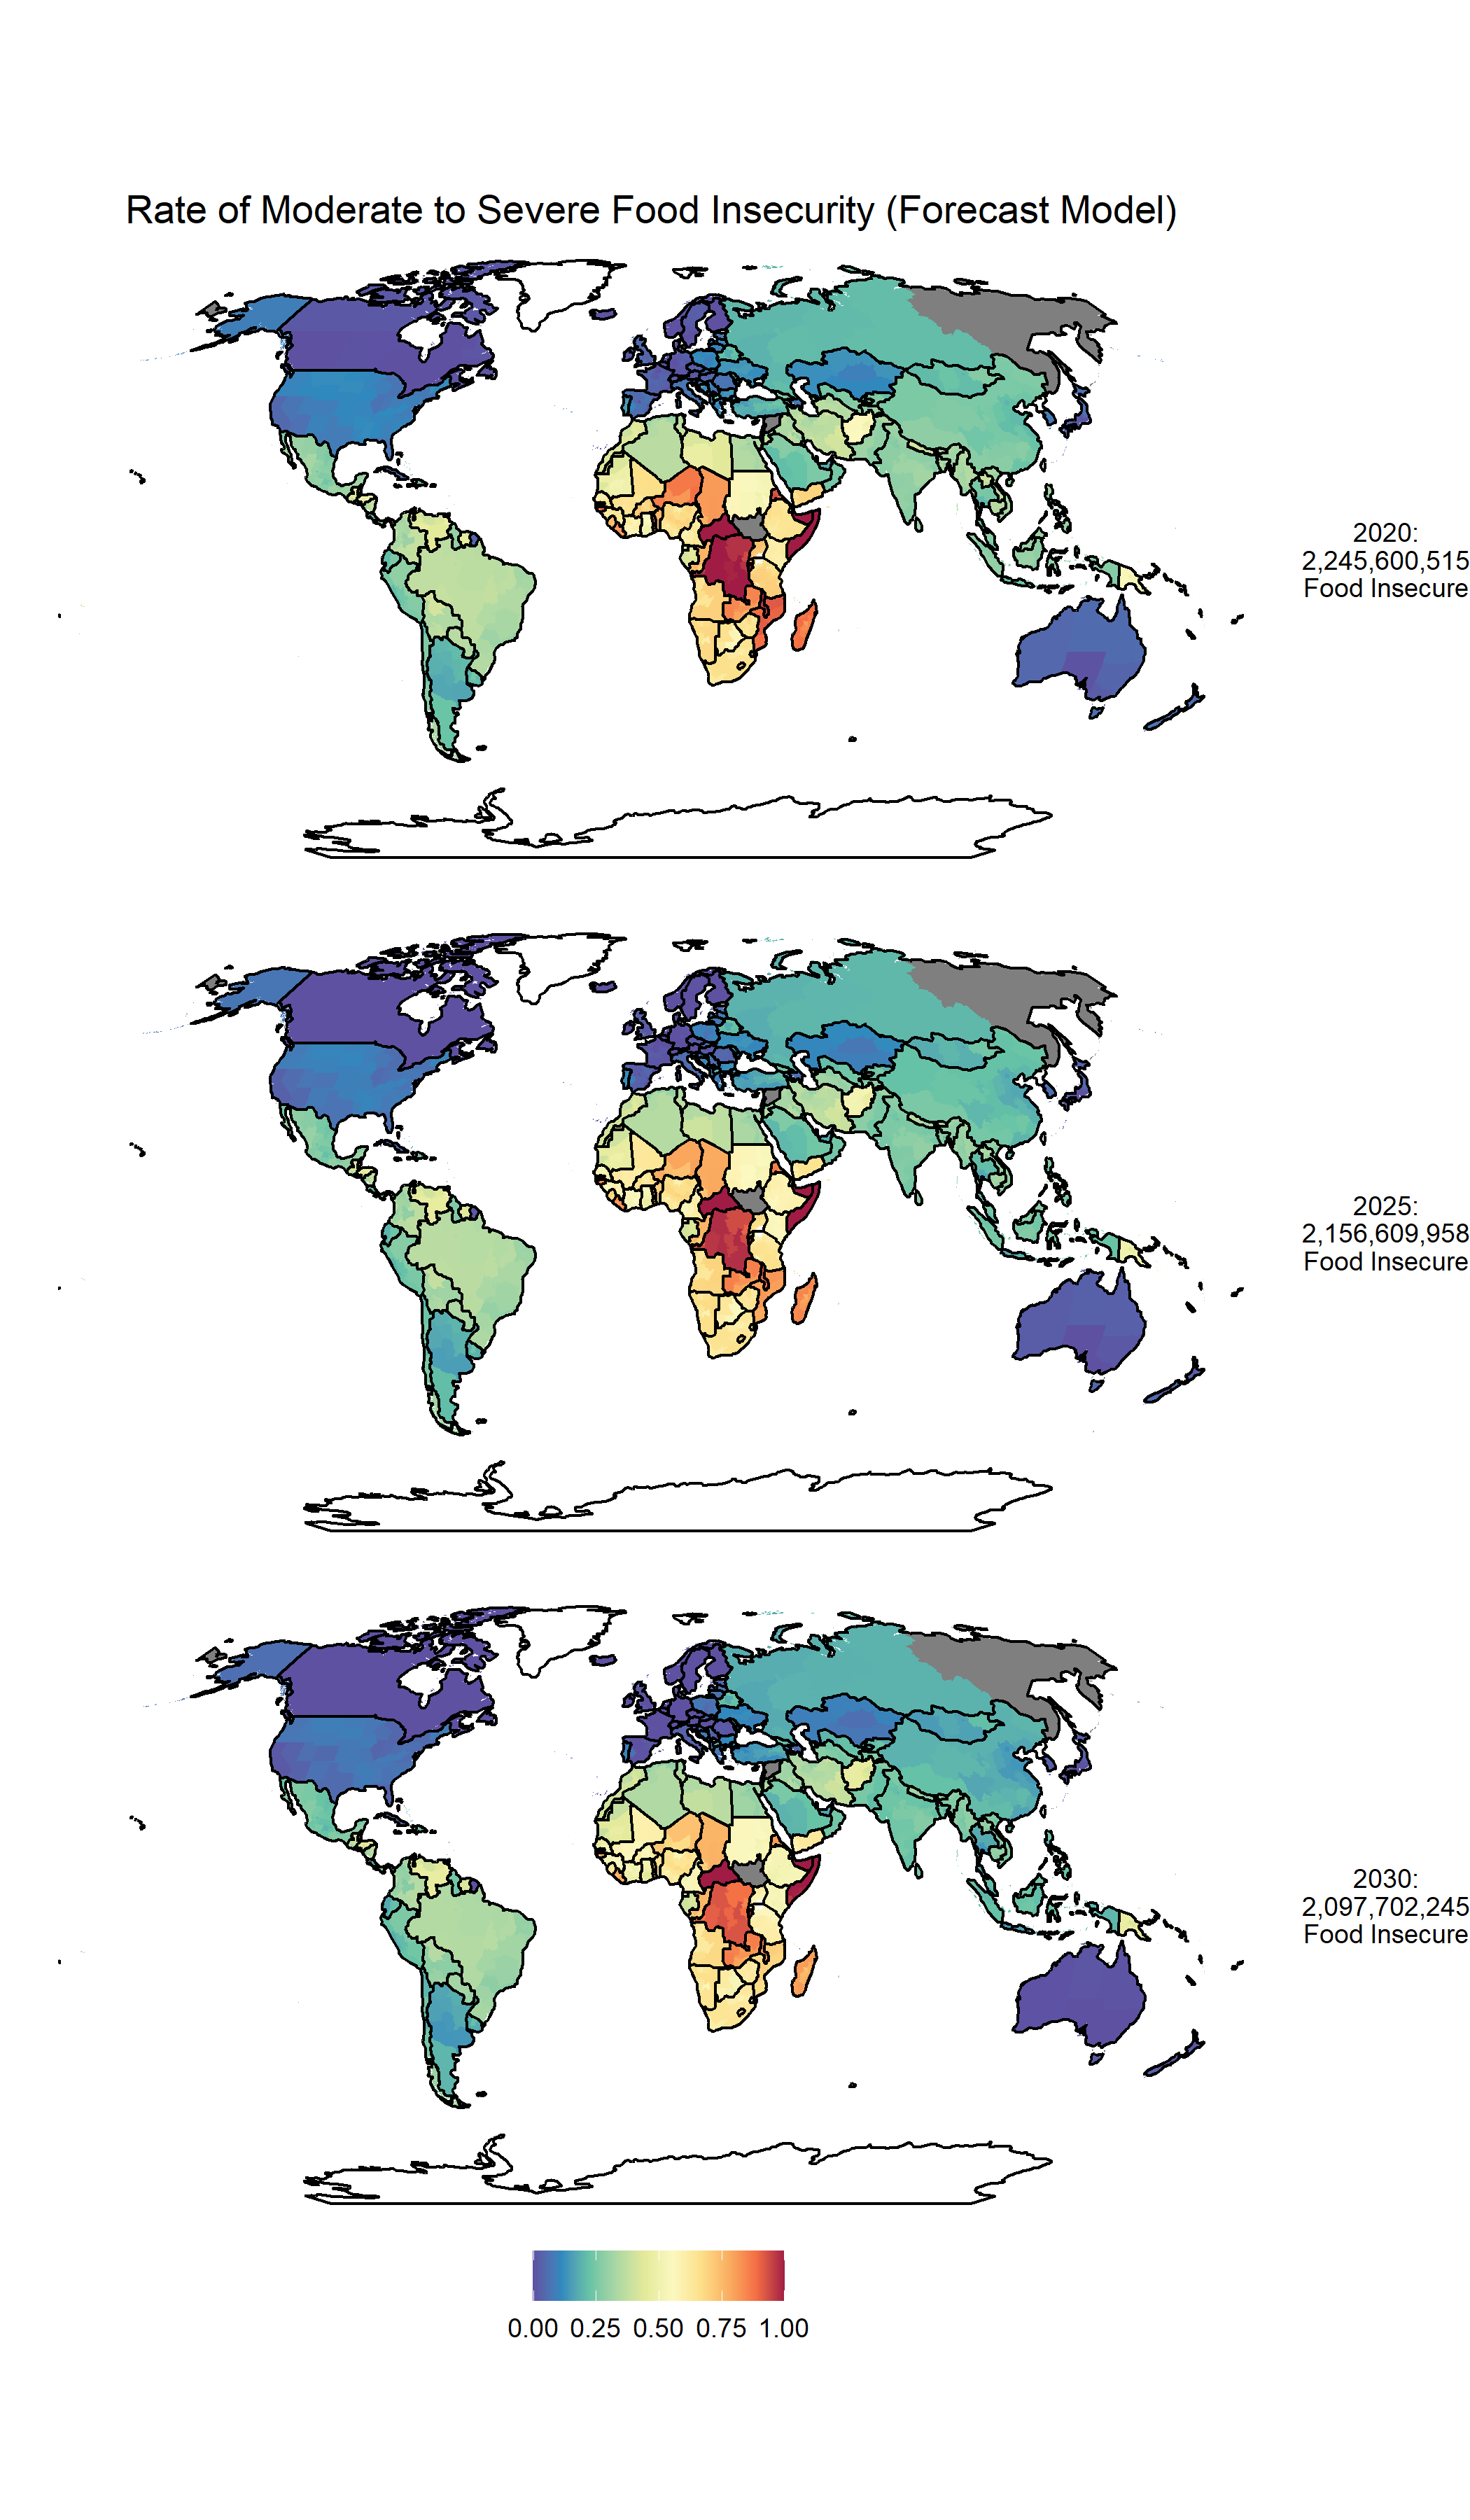 Rate of Moderate to Severe Food Insecurity (Forecast Model)
2020:
2,245,600,515
Food Insecure
2025:
2,156,609,958
Food Insecure
2030:
2,097,702,245
Food Insecure
0.00 0.25 0.50 0.75 1.00